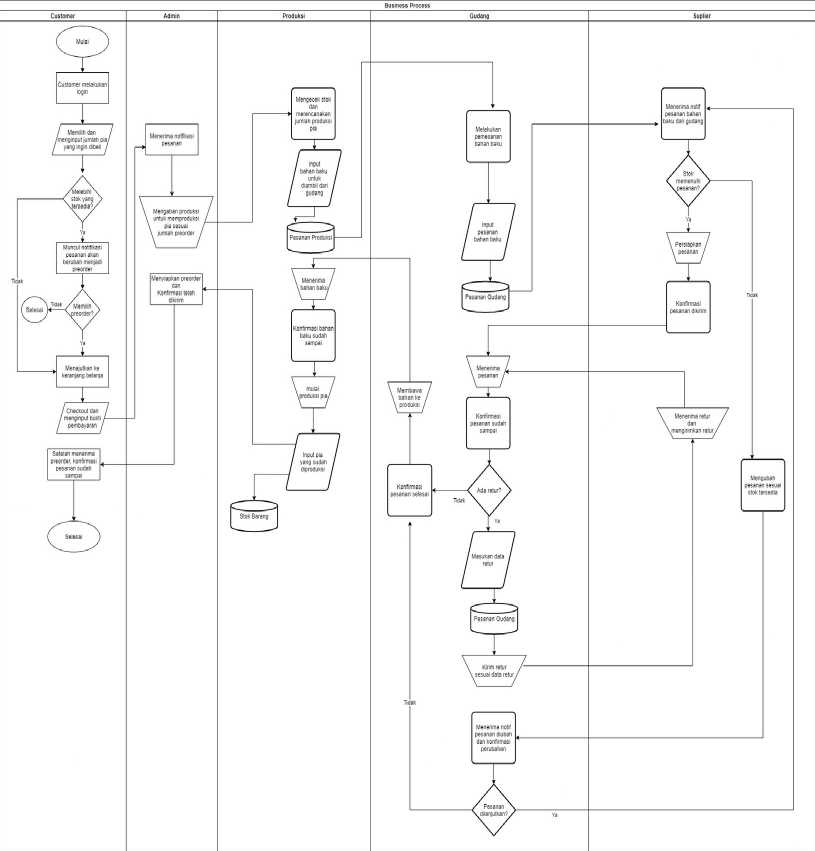 Business Process
Customer
Admin
Produksi
Gudang
Suplier
Mulai
Customer melakukan
login
Memilih dan
menginput jumlah pia
yang ingin dibeli
Melebihi
stok yang
tersedia?
Ya
Tidak
Muncul notifikasi
pesanan akan
berubah menjadi
preorder
Memilih
preorder?
Tidak
Selesai
Ya
Melanjutkan ke
keranjang belanja
Checkout dan
menginput bukti
pembayaran
Setelah menerima
preorder, konfirmasi
pesanan sudah
sampai
Selesai
Menerima notifikasi
pesanan
Mengabari produksi
untuk memproduksi
pia sesuai
jumlah preorder
Menyiapkan preorder
dan
Konfirmasi telah
dikirim
Mengecek stok
dan
merencanakan
jumlah produksi
pia
Input
bahan baku
untuk
diambil dari
gudang
Pesanan Produksi
Menerima
bahan baku
Konfirmasi bahan
baku sudah
sampai
mulai
produksi pia
Input pia
yang sudah
diproduksi
Stok Barang
Melakukan
pemesanan
bahan baku
Input
pesanan
bahan baku
Pesanan Gudang
Menerima
pesanan
Konfirmasi
pesanan sudah
sampai
Ada retur?
Tidak
Ya
Membawa
bahan ke
produksi
Konfirmasi
pesanan selesai
Masukan data
retur
Pesanan Gudang
Kirim retur
sesuai data retur
Tidak
Menerima notif
pesanan diubah
dan konfirmasi
perubahan
Pesanan
dilanjutkan?
Ya
Menerima notif
pesanan bahan
baku dari gudang
Stok
memenuhi
pesanan?
Ya
Tidak
Persiapkan
pesanan
Konfirmasi
pesanan dikirim
Menerima retur
dan
mengirimkan retur
Mengubah
pesanan sesuai
stok tersedia